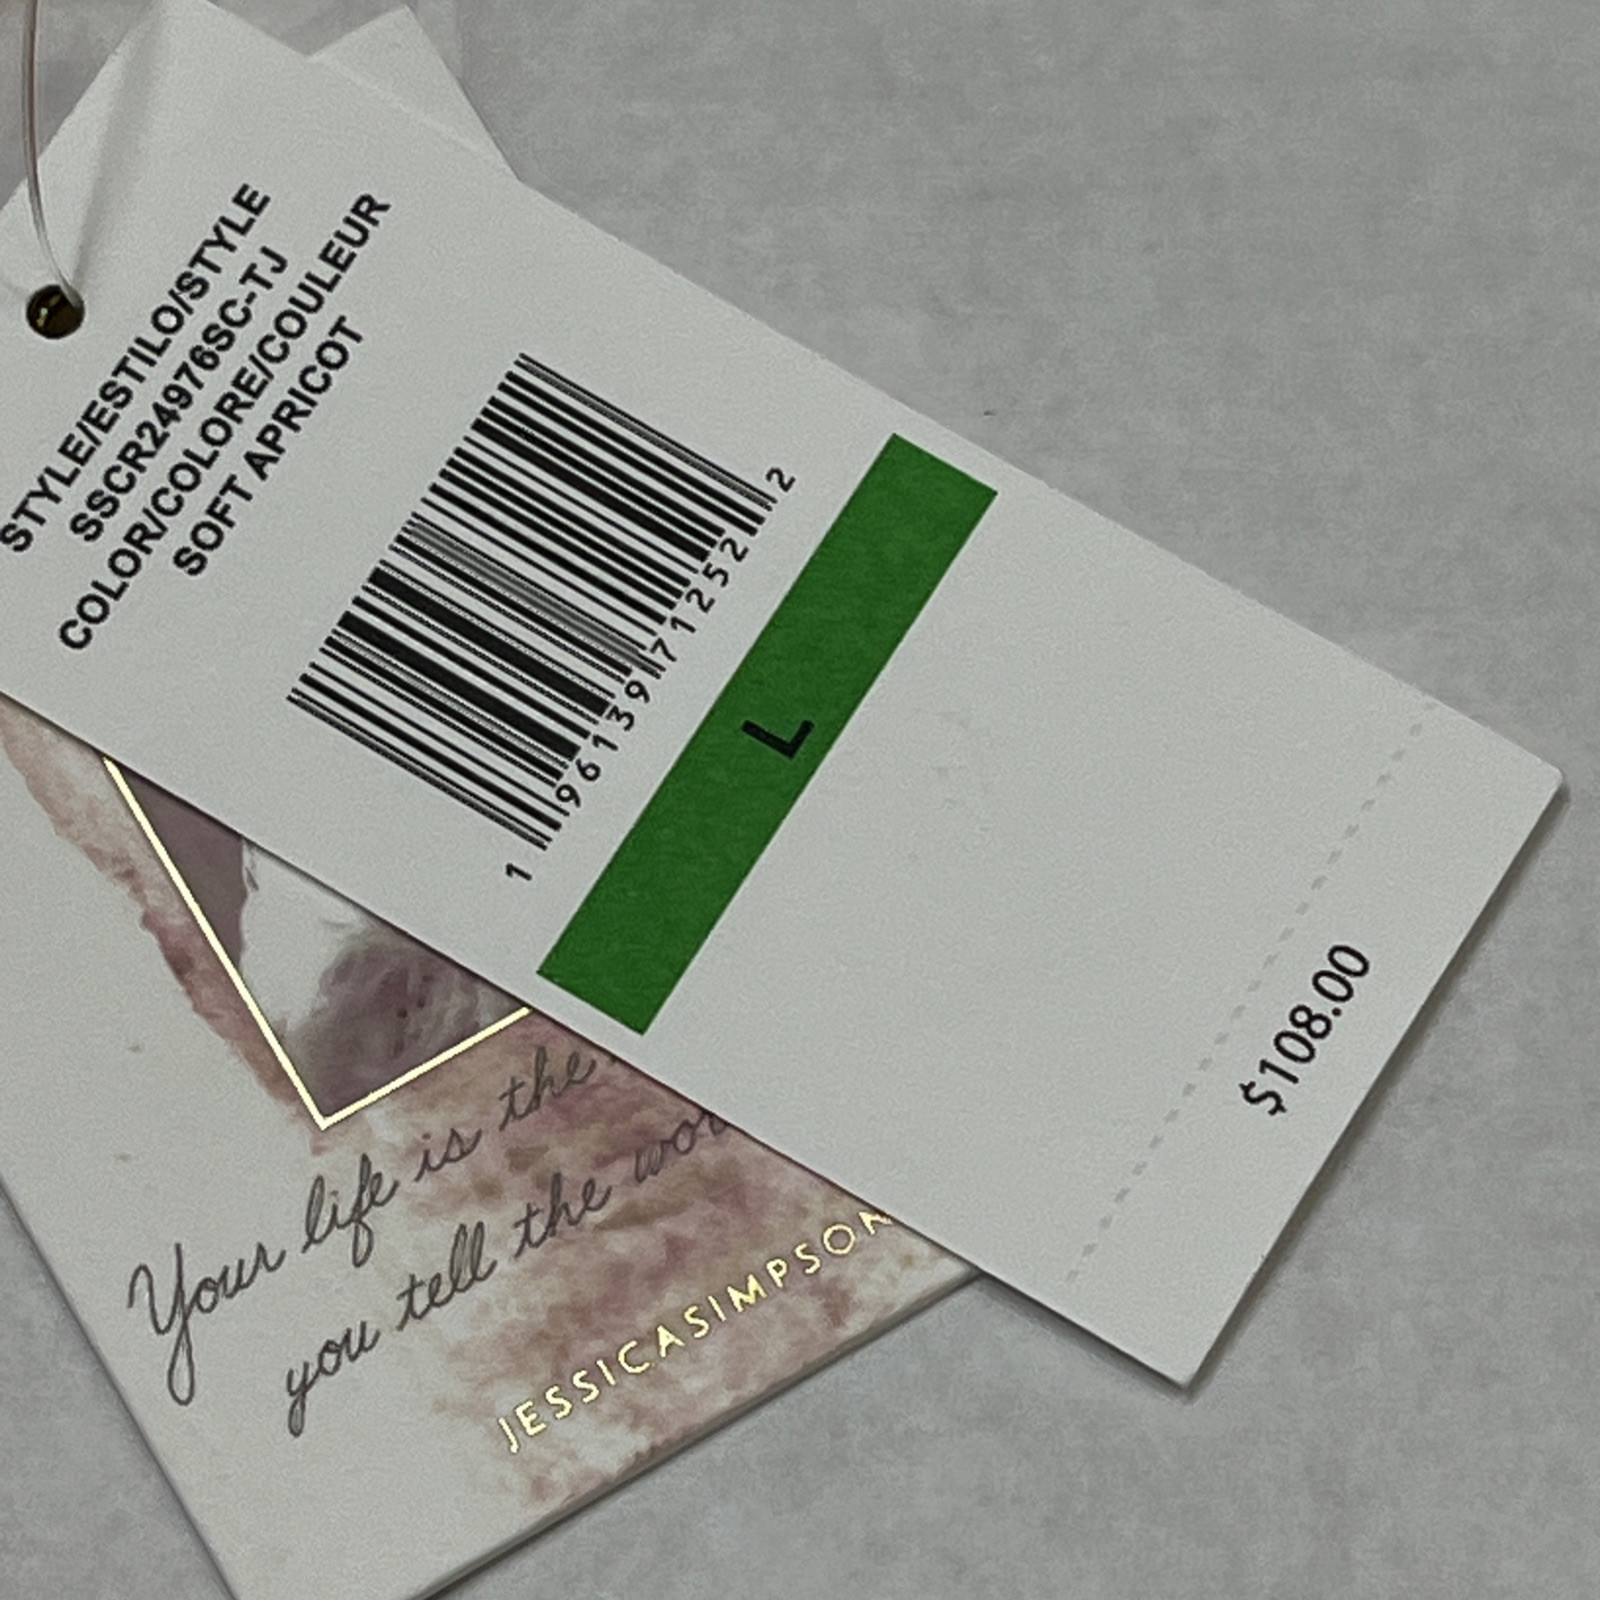 STYLE/ESTILO/STYLE
SSCR24976SC-TJ
COLOR/COLORE/COULEUR
SOFT APRICOT
1 96139 71252 2
L
$108.00
Your life is the
you tell the
JESSICASIMPSON